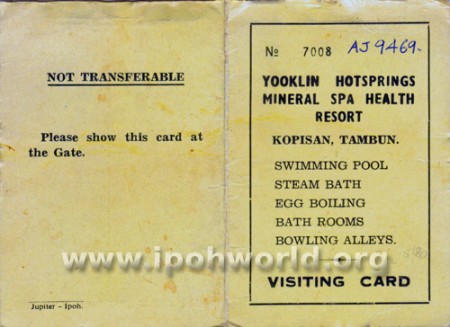 NOT TRANSFERABLE
Please show this card at
the Gate.
Jupiter - Ipoh.
№ 7008 AJ 9469.
YOOKLIN HOTSPRINGS
MINERAL SPA HEALTH
RESORT
KOPISAN, TAMBUN.
SWIMMING POOL
STEAM BATH
EGG BOILING
BATH ROOMS
BOWLING ALLEYS.
VISITING CARD
www.ipohworld.org